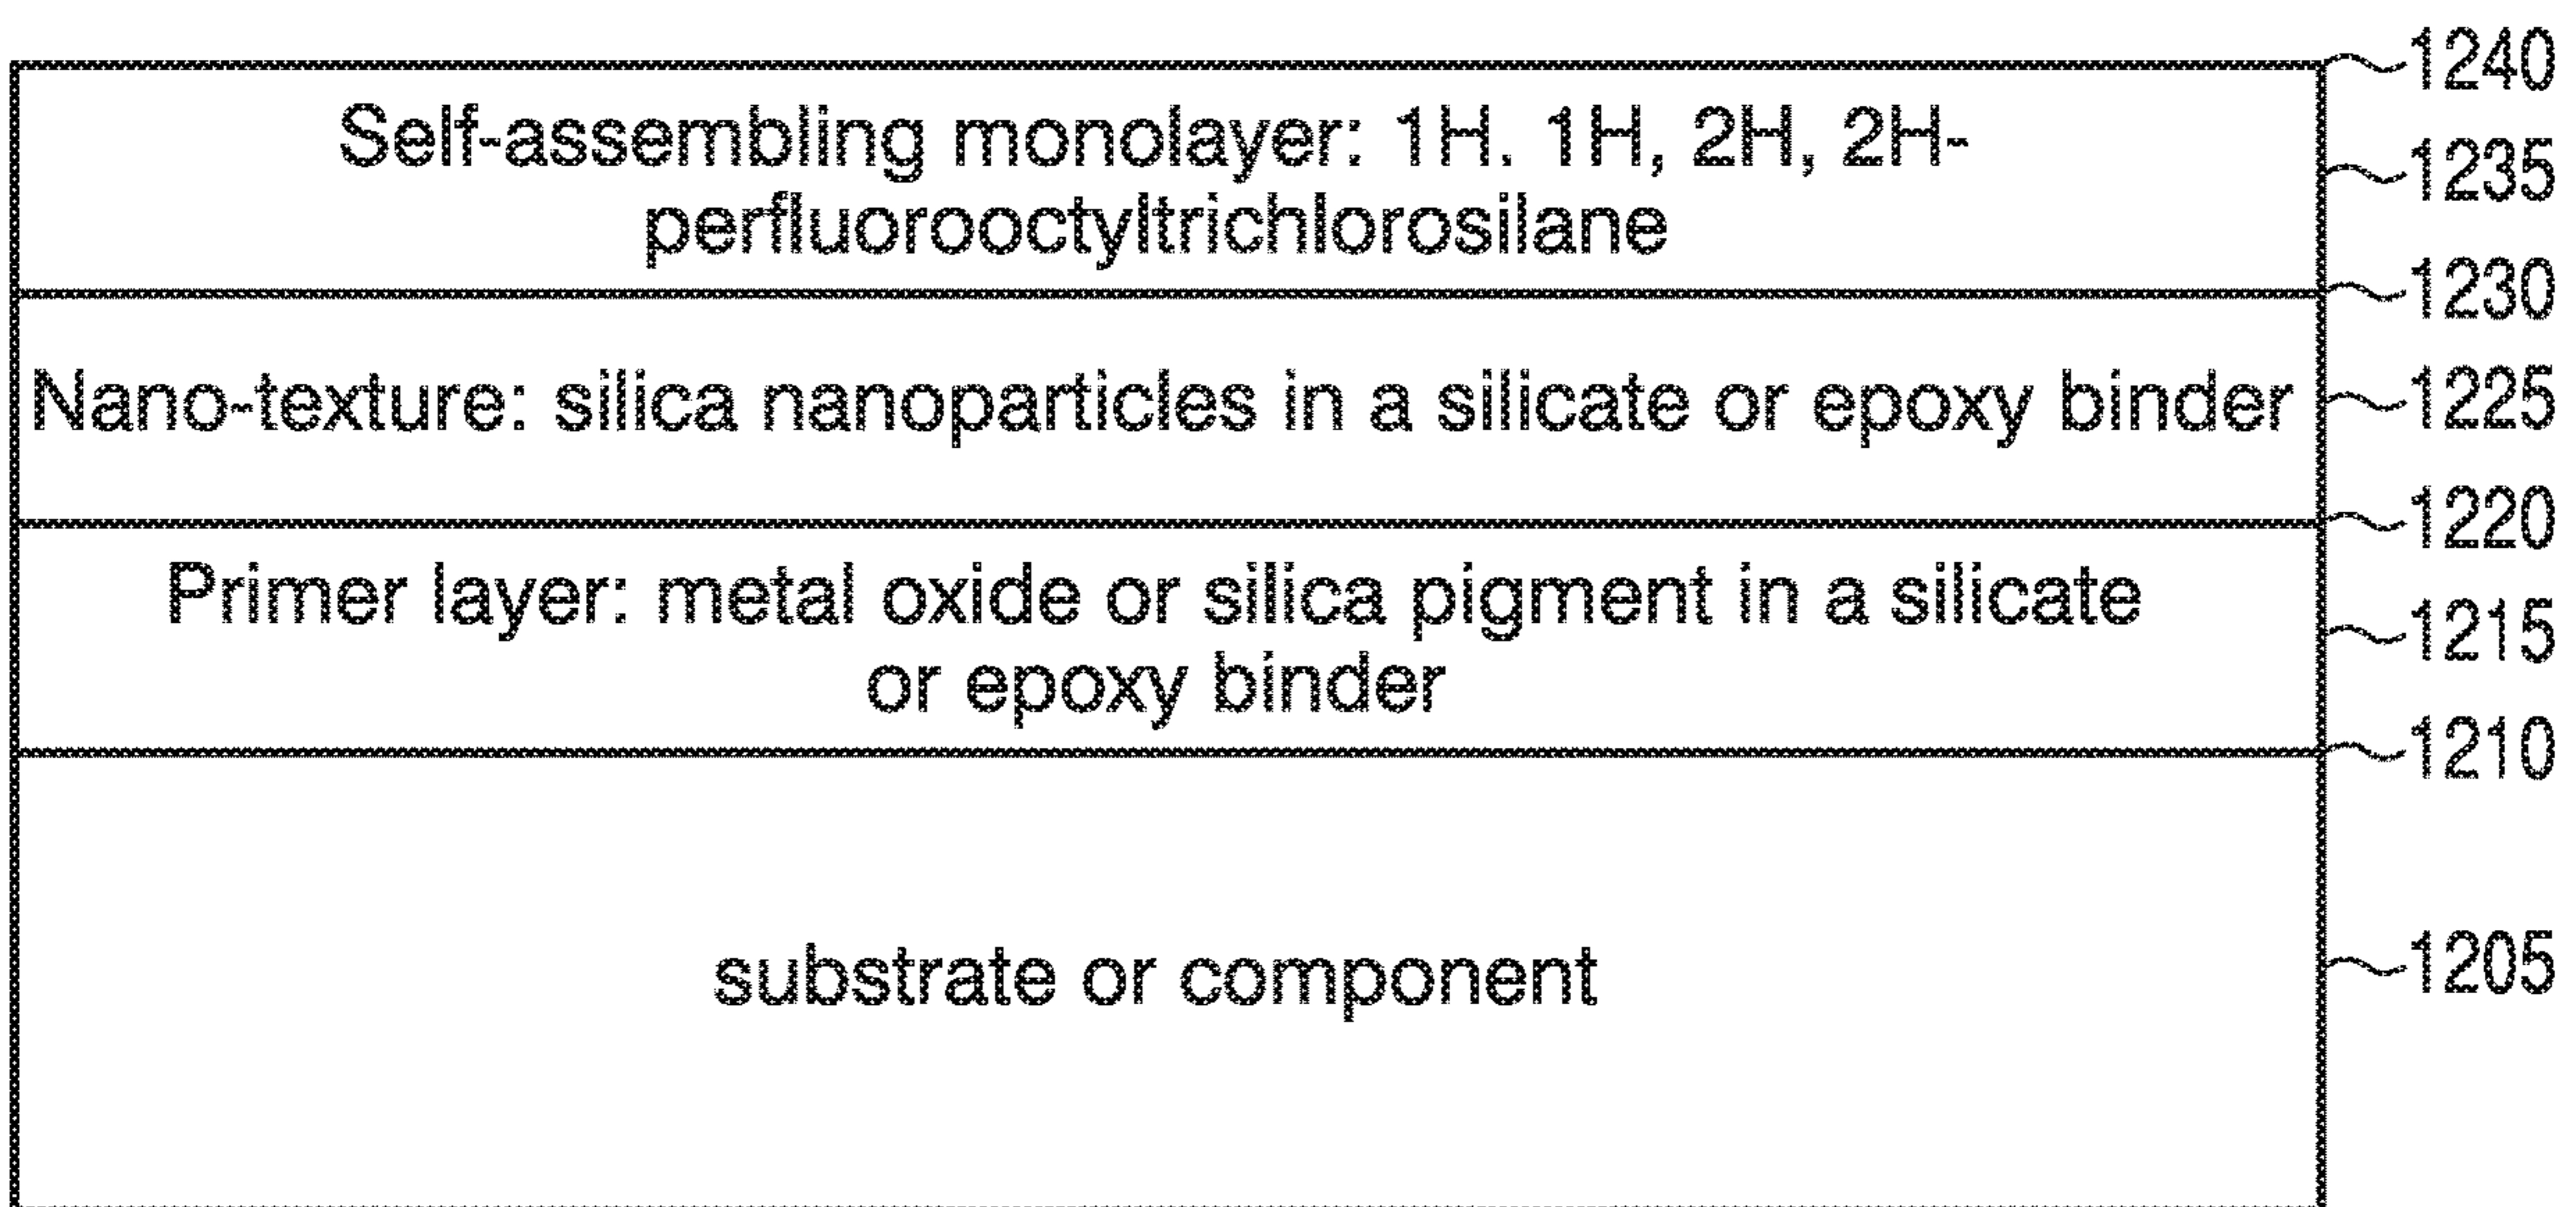 1240
Self-assembling monolayer: 1H. 1H, 2H, 2H-
1235
perfluorooctyltrichlorosilane
1230
Nano-texture: silica nanoparticles in a silicate or epoxy binder
1225
1220
Primer layer: metal oxide or silica pigment in a silicate
1215
or epoxy binder
1210
substrate or component
1205